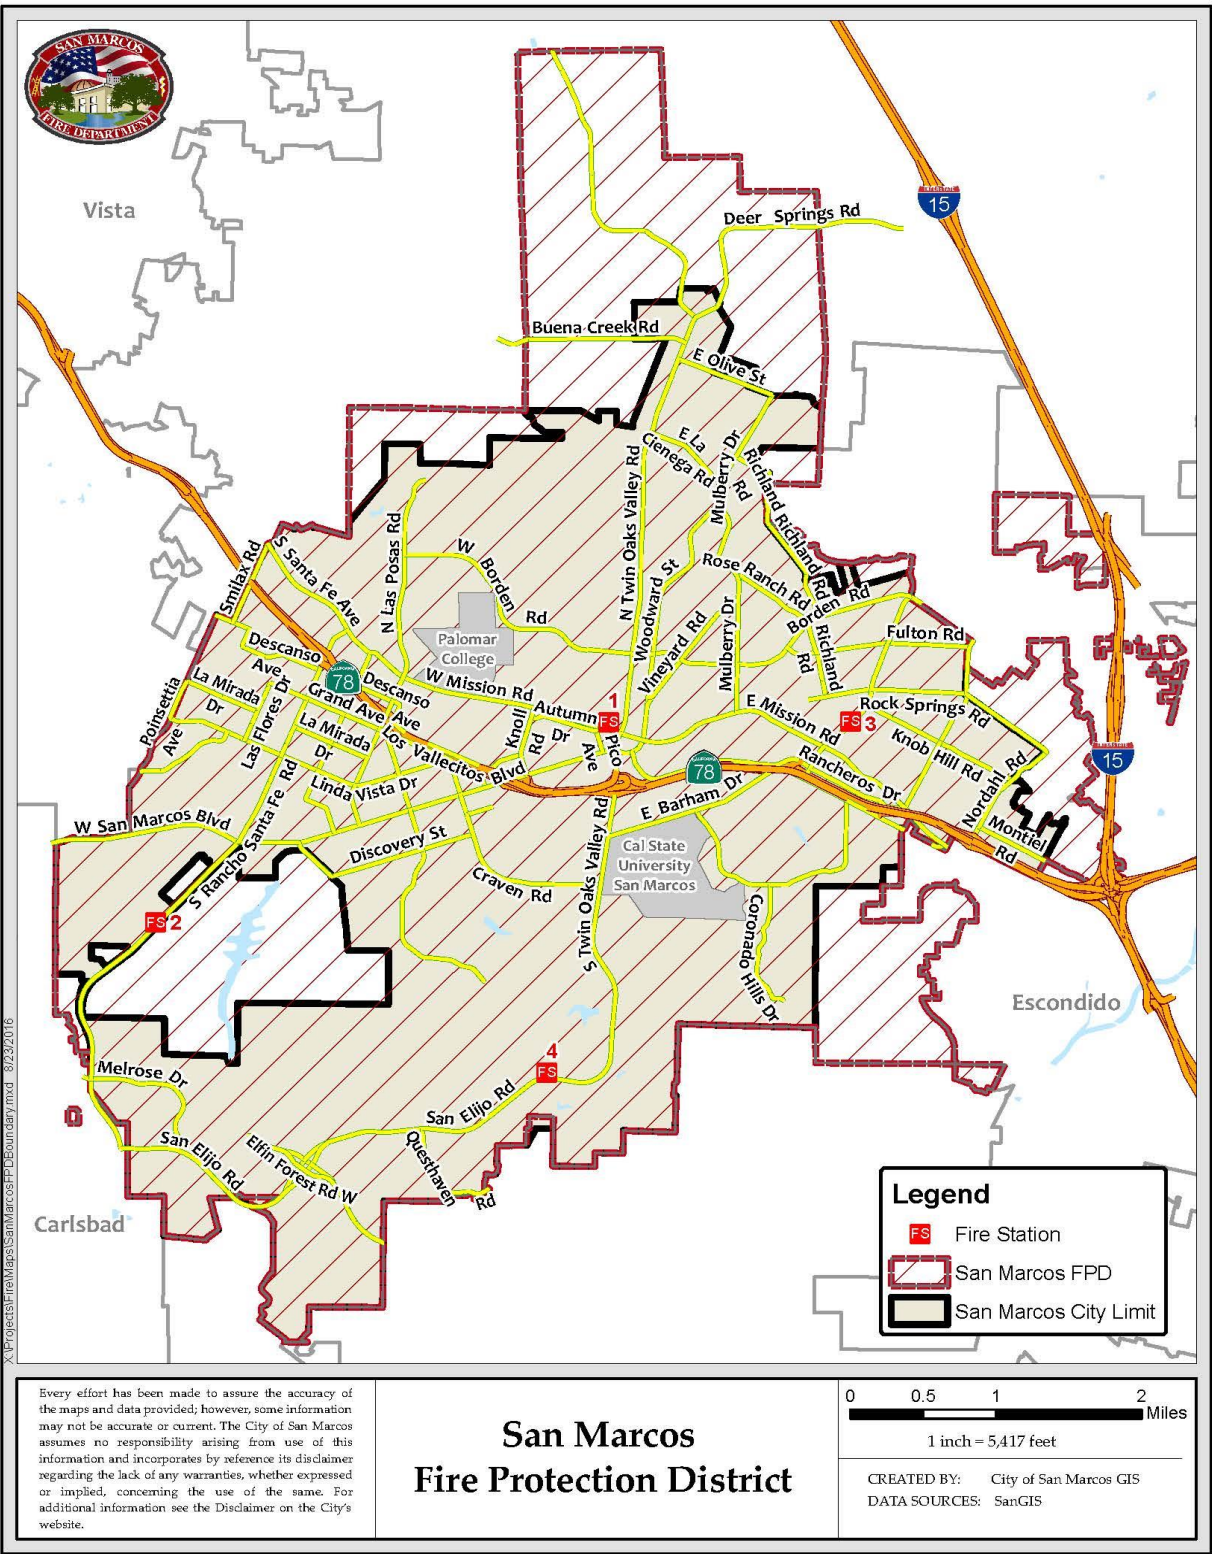 SAN MARCOS
FIRE DEPARTMENT
Vista
15
Deer Springs Rd
Buena Creek Rd
E Olive St
E La
Cienega Rd
Mulberry Dr
Rd
Richland Rd
Richland Rd
N Twin Oaks Valley Rd
N Las Posas Rd
W Borden Rd
S Santa Fe Ave
Smilax Rd
Woodward St
Rose Ranch Rd
Borden Rd
Fulton Rd
Palomar
College
Descanso
Ave
CALIFORNIA
78
Descanso
Ave
W Mission Rd
Vineyard Rd
Mulberry Dr
Richland
Rd
La Mirada
Dr
Poinsettia
Ave
Las Flores Dr
Grand Ave
La Mirada
Dr
Los Vallecitos Blvd
Knoll
Rd
Autumn
Dr
1
FS
Pico
Ave
E Mission Rd
FS 3
Rock Springs Rd
Knob Hill Rd
Nordahl Rd
Rancheros Dr
CALIFORNIA
78
15
Linda Vista Dr
E Barham Dr
Montiel
Rd
W San Marcos Blvd
S Rancho Santa Fe Rd
Discovery St
Craven Rd
Cal State
University
San Marcos
S Twin Oaks Valley Rd
Coronado Hills Dr
FS 2
Escondido
4
FS
Melrose Dr
San Elijo Rd
San Elijo Rd
Elfin Forest Rd W
Questhaven
Rd
Carlsbad
Legend
FS Fire Station
San Marcos FPD
San Marcos City Limit
X:\Projects\Fire\Maps\SanMarcosFPDBoundary.mxd 8/23/2016
Every effort has been made to assure the accuracy of
the maps and data provided; however, some information
may not be accurate or current. The City of San Marcos
assumes no responsibility arising from use of this
information and incorporates by reference its disclaimer
regarding the lack of any warranties, whether expressed
or implied, concerning the use of the same. For
additional information see the Disclaimer on the City's
website.
San Marcos
Fire Protection District
0 0.5 1 2
Miles
1 inch = 5,417 feet
CREATED BY: City of San Marcos GIS
DATA SOURCES: SanGIS